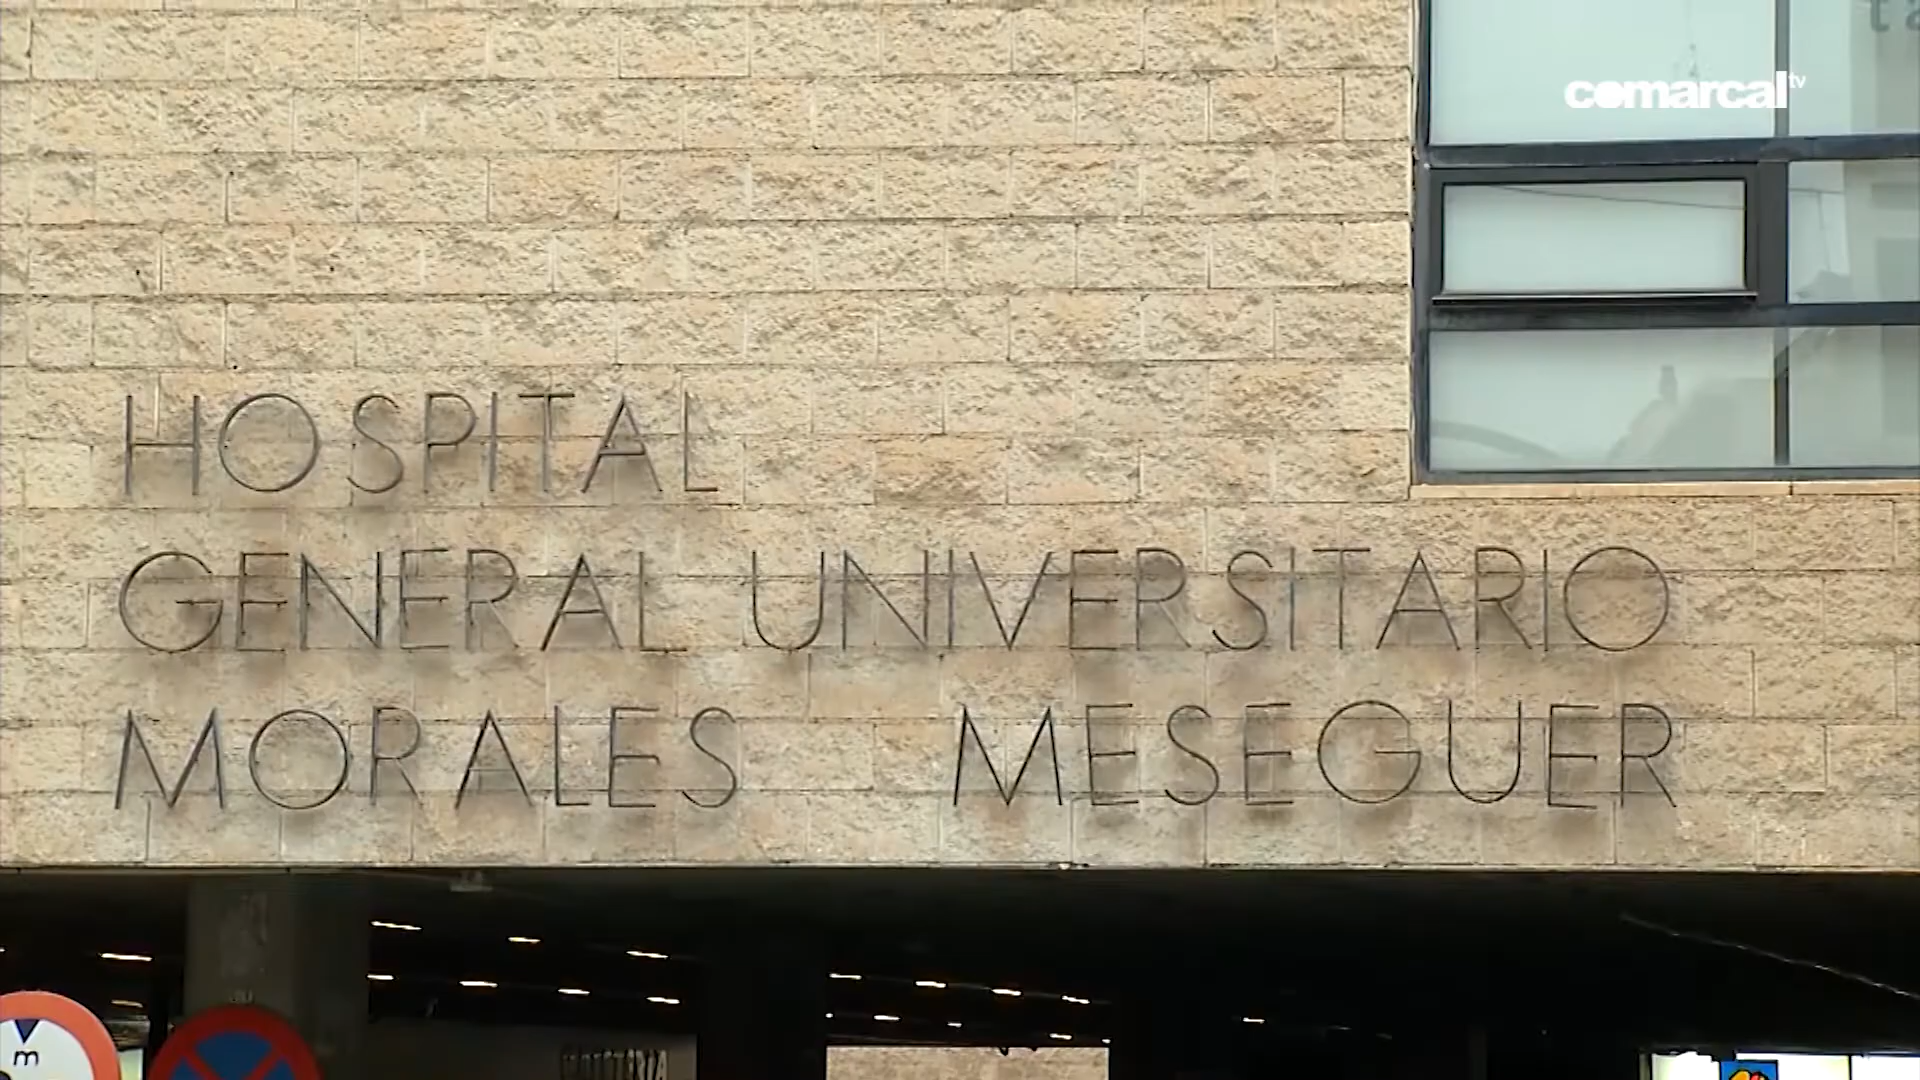 comarcal tv
HOSPITAL
GENERAL UNIVERSITARIO
MORALES MESEGUER
m